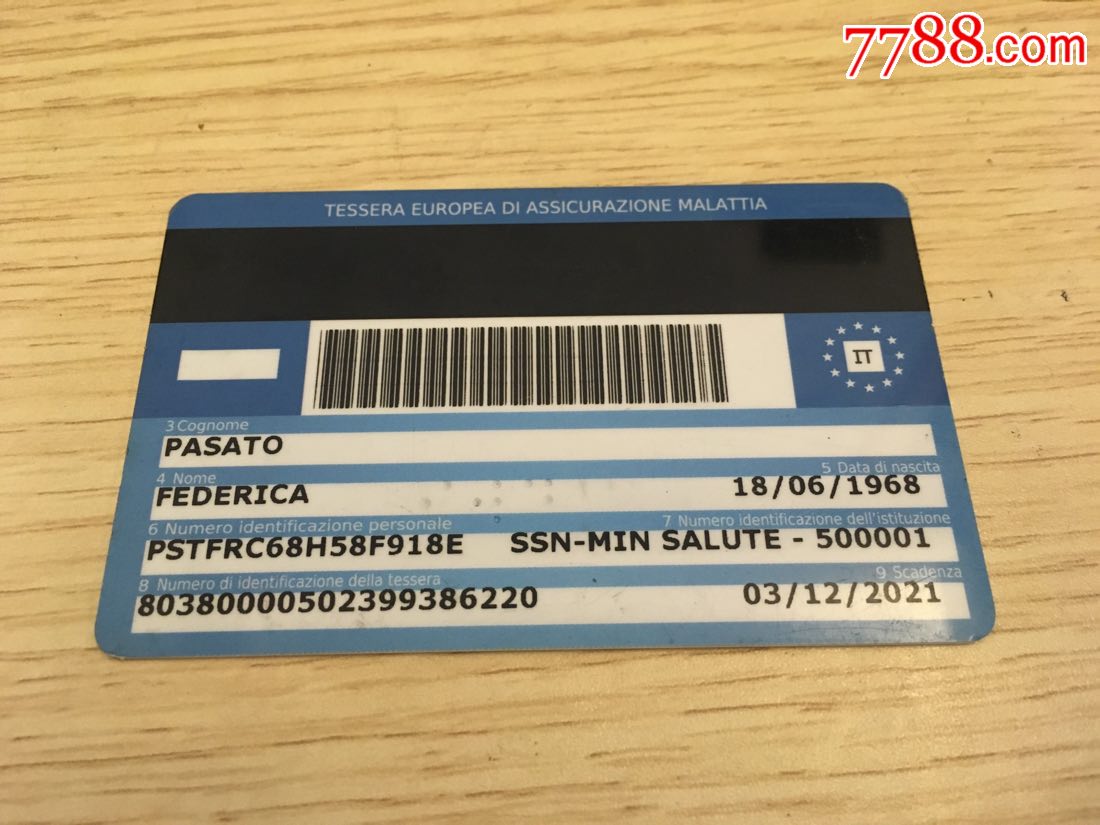 7788.com
TESSERA EUROPEA DI ASSICURAZIONE MALATTIA
IT
3 Cognome
PASATO
4 Nome
5 Data di nascita
FEDERICA
18/06/1968
6 Numero identificazione personale
7 Numero identificazione dell'istituzione
PSTFRC68H58F918E
SSN-MIN SALUTE - 500001
8 Numero di identificazione della tessera
9 Scadenza
80380000502399386220
03/12/2021